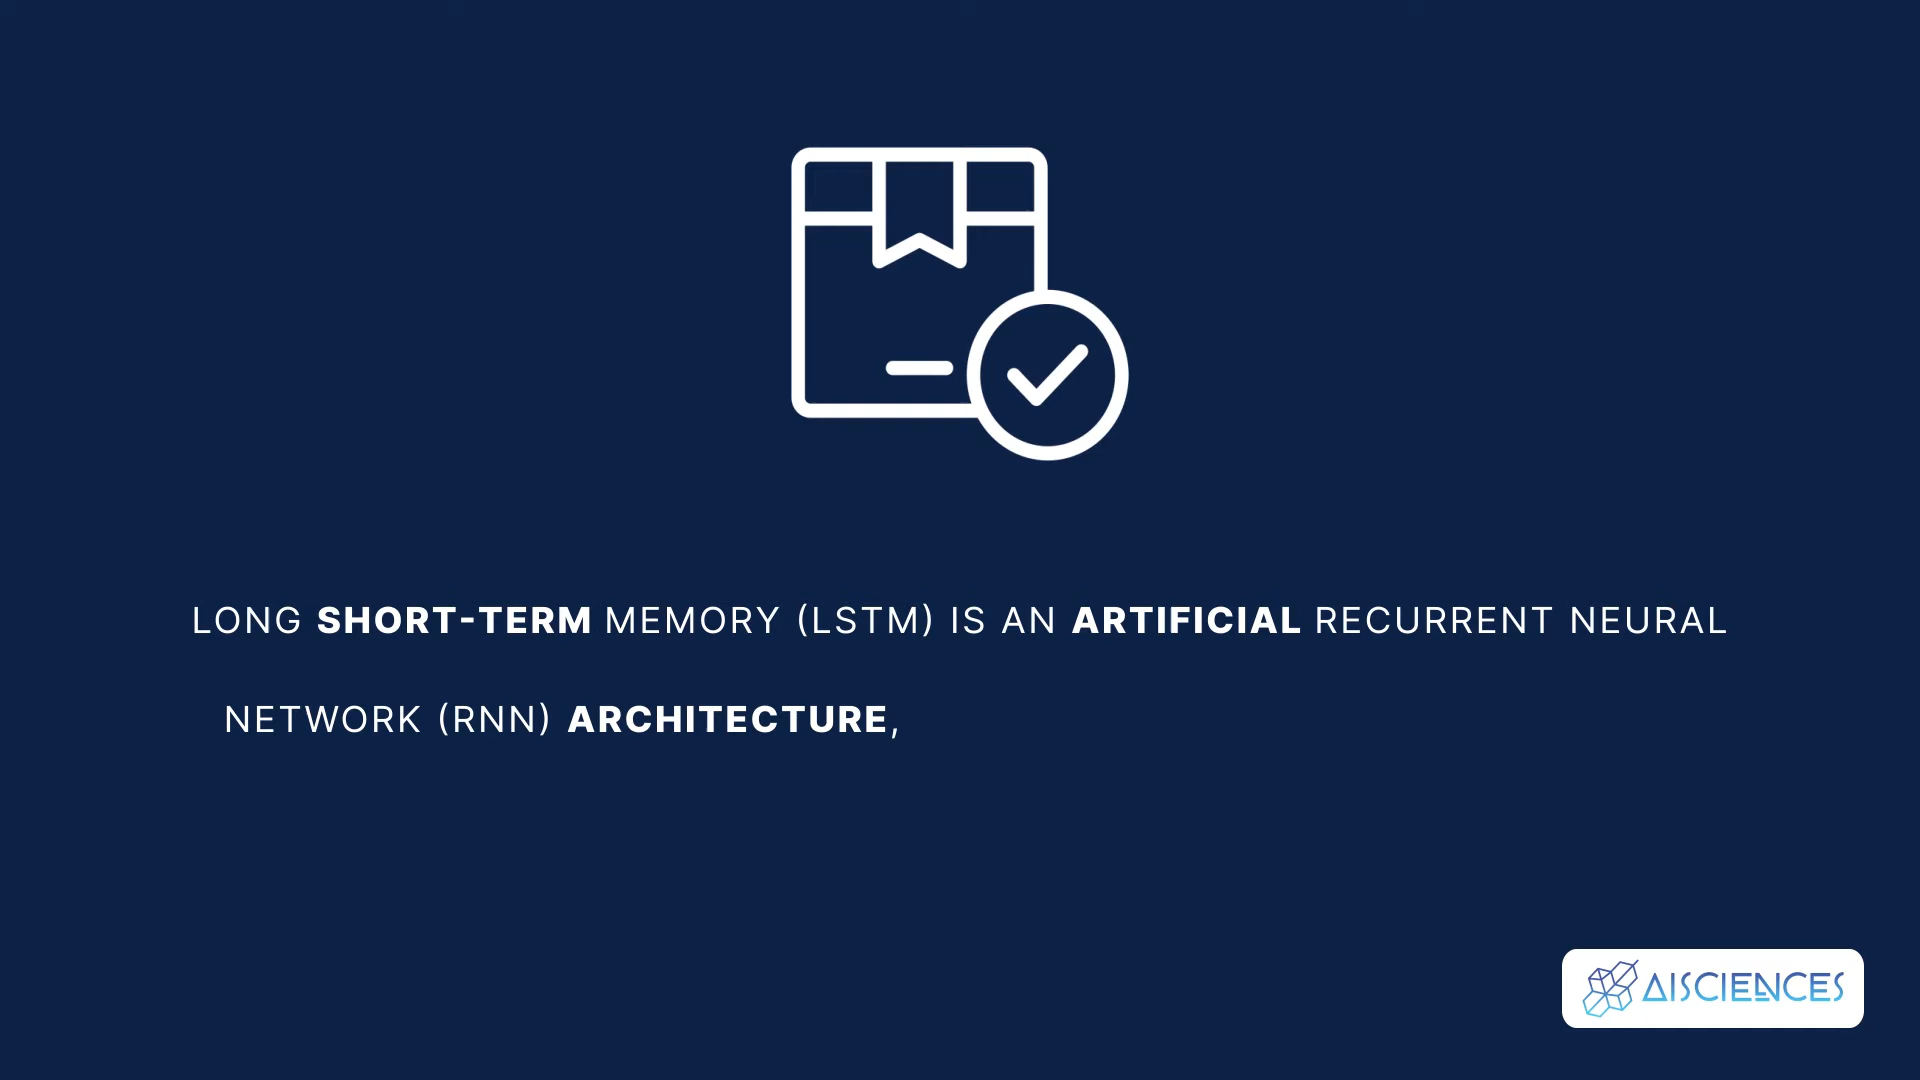 LONG SHORT-TERM MEMORY (LSTM) IS AN ARTIFICIAL RECURRENT NEURAL
NETWORK (RNN) ARCHITECTURE,
AISCIENCES